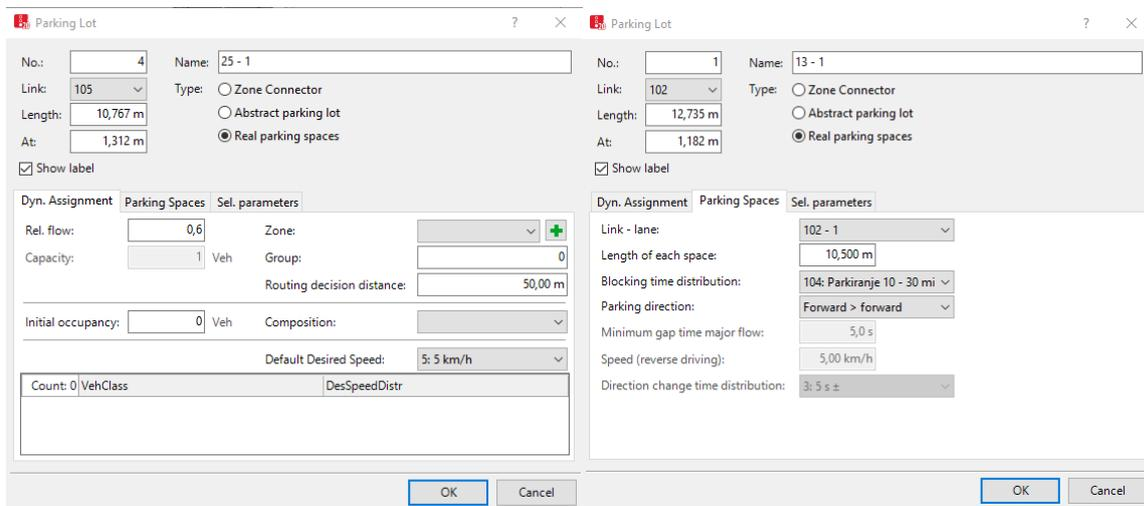 Parking Lot ? ×
No.: 4 Name: 25 - 1
Link: 105 Type: Zone Connector
Length: 10,767 m Abstract parking lot
At: 1,312 m Real parking spaces
Show label
Dyn. Assignment Parking Spaces Sel. parameters
Rel. flow: 0,6 Zone:
Capacity: 1 Veh Group: 0
Routing decision distance: 50,00 m
Initial occupancy: 0 Veh Composition:
Default Desired Speed: 5: 5 km/h
Count: 0 VehClass DesSpeedDistr
OK Cancel
Parking Lot ? ×
No.: 1 Name: 13 - 1
Link: 102 Type: Zone Connector
Length: 12,735 m Abstract parking lot
At: 1,182 m Real parking spaces
Show label
Dyn. Assignment Parking Spaces Sel. parameters
Link - lane: 102 - 1
Length of each space: 10,500 m
Blocking time distribution: 104: Parkiranje 10 - 30 mi
Parking direction: Forward > forward
Minimum gap time major flow: 5,0 s
Speed (reverse driving): 5,00 km/h
Direction change time distribution: 3: 5 s ±
OK Cancel